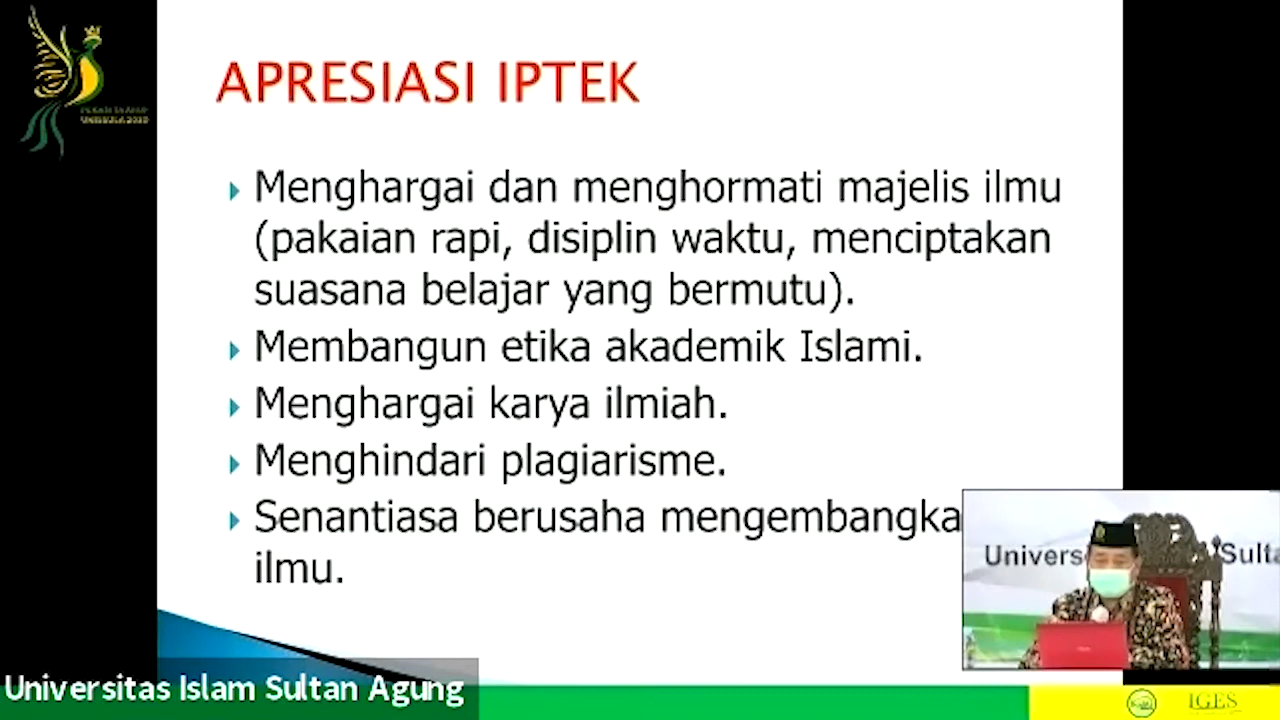 APRESIASI IPTEK
Menghargai dan menghormati majelis ilmu
(pakaian rapi, disiplin waktu, menciptakan
suasana belajar yang bermutu).
Membangun etika akademik Islami.
Menghargai karya ilmiah.
Menghindari plagiarisme.
Senantiasa berusaha mengembangka
ilmu.
Univers
Sulta
Universitas Islam Sultan Agung
IGES